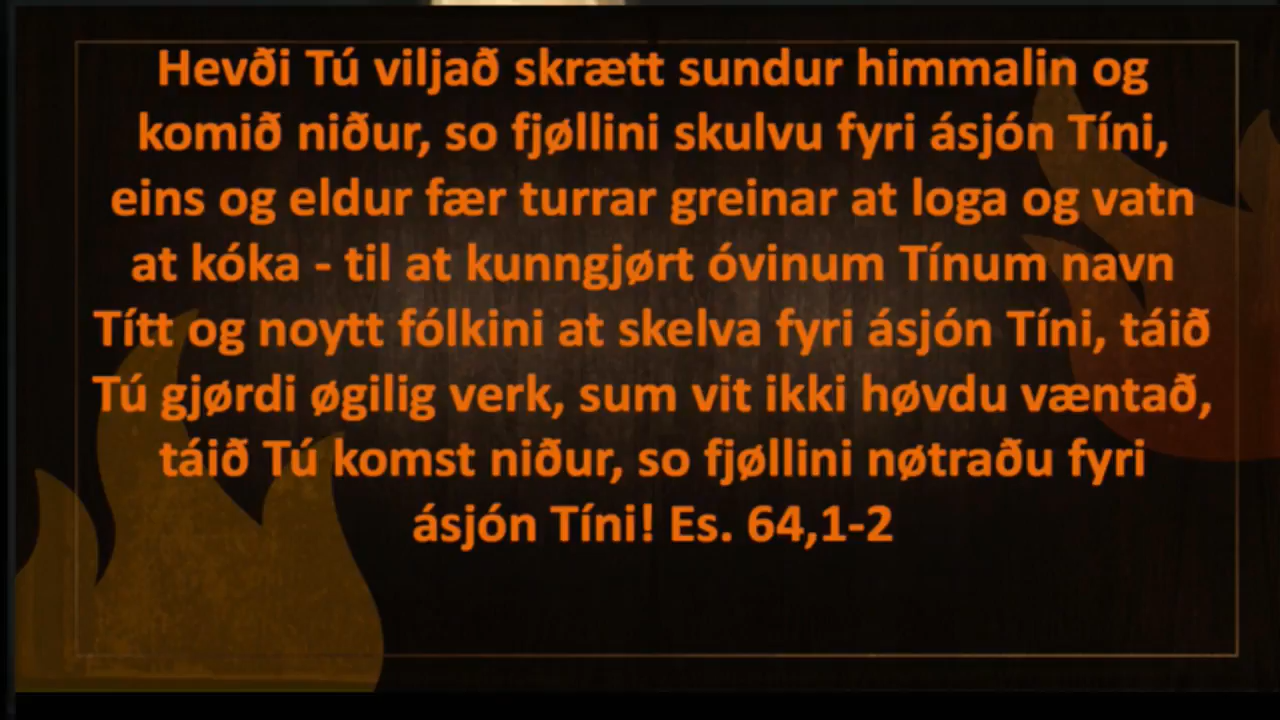 Hevði Tú viljað skrætt sundur himmalin og
komið niður, so fjøllini skulvu fyri ásjón Tíni,
eins og eldur fær turrar greinar at loga og vatn
at kóka - til at kunngjørt óvinum Tínum navn
Títt og noytt fólkini at skelva fyri ásjón Tíni, táið
Tú gjørdi øgilig verk, sum vit ikki høvdu væntað,
táið Tú komst niður, so fjøllini nøtraðu fyri
ásjón Tíni! Es. 64,1-2